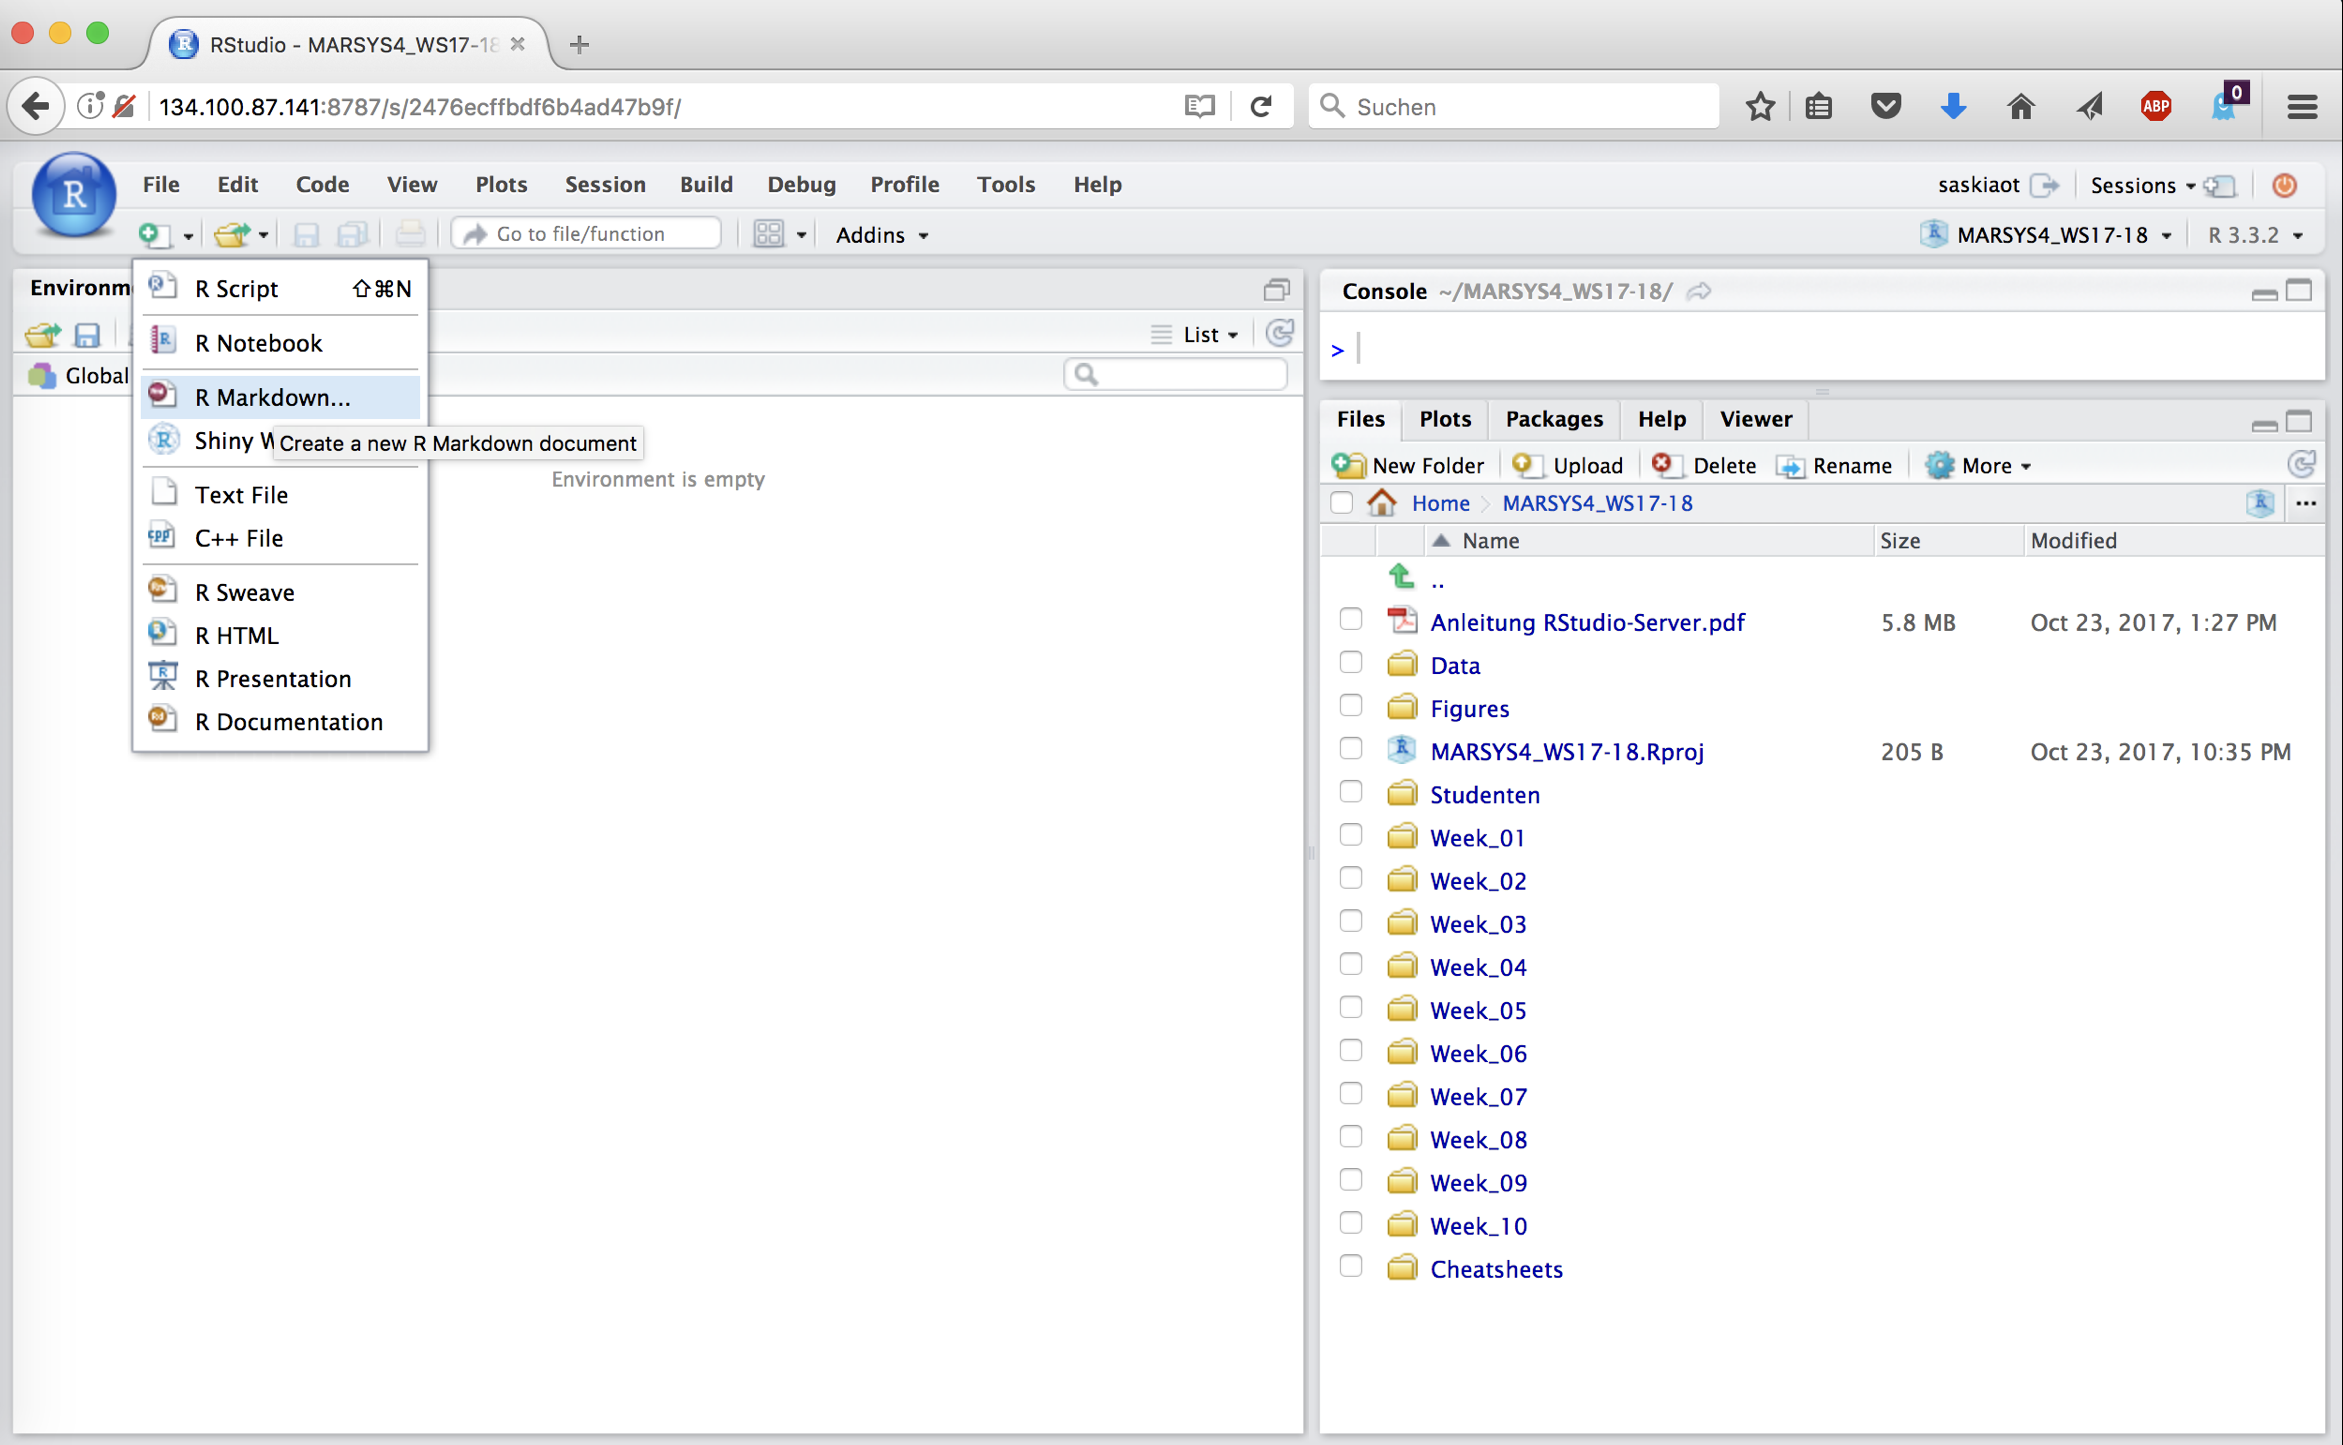 RStudio - MARSYS4_WS17-18
134.100.87.141:8787/s/2476ecffbdf6b4ad47b9f/
Suchen
ABP
0
R
File Edit Code View Plots Session Build Debug Profile Tools Help
saskiaot Sessions
Go to file/function Addins
MARSYS4_WS17-18 R 3.3.2
Environm
List
Global
R Script ⇧⌘N
R Notebook
R Markdown...
Shiny W
Create a new R Markdown document
Text File
C++ File
R Sweave
R HTML
R Presentation
R Documentation
Environment is empty
Console ~/MARSYS4_WS17-18/
>
Files Plots Packages Help Viewer
New Folder Upload Delete Rename More
Home MARSYS4_WS17-18 ...
Name Size Modified
..
Anleitung RStudio-Server.pdf 5.8 MB Oct 23, 2017, 1:27 PM
Data
Figures
MARSYS4_WS17-18.Rproj 205 B Oct 23, 2017, 10:35 PM
Studenten
Week_01
Week_02
Week_03
Week_04
Week_05
Week_06
Week_07
Week_08
Week_09
Week_10
Cheatsheets